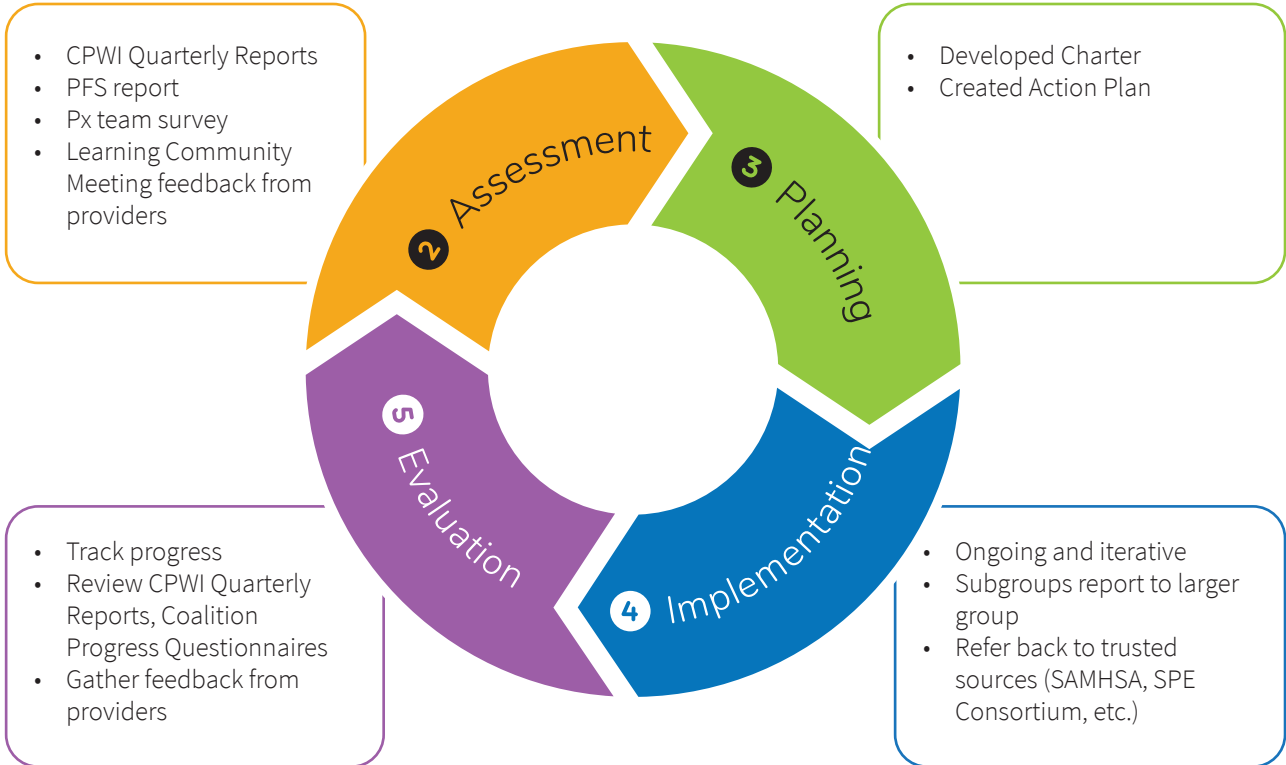 • CPWI Quarterly Reports
• PFS report
• Px team survey
• Learning Community
Meeting feedback from
providers
2 Assessment
• Developed Charter
• Created Action Plan
3 Planning
• Ongoing and iterative
• Subgroups report to larger
group
• Refer back to trusted
sources (SAMHSA, SPE
Consortium, etc.)
4 Implementation
• Track progress
• Review CPWI Quarterly
Reports, Coalition
Progress Questionnaires
• Gather feedback from
providers
5 Evaluation